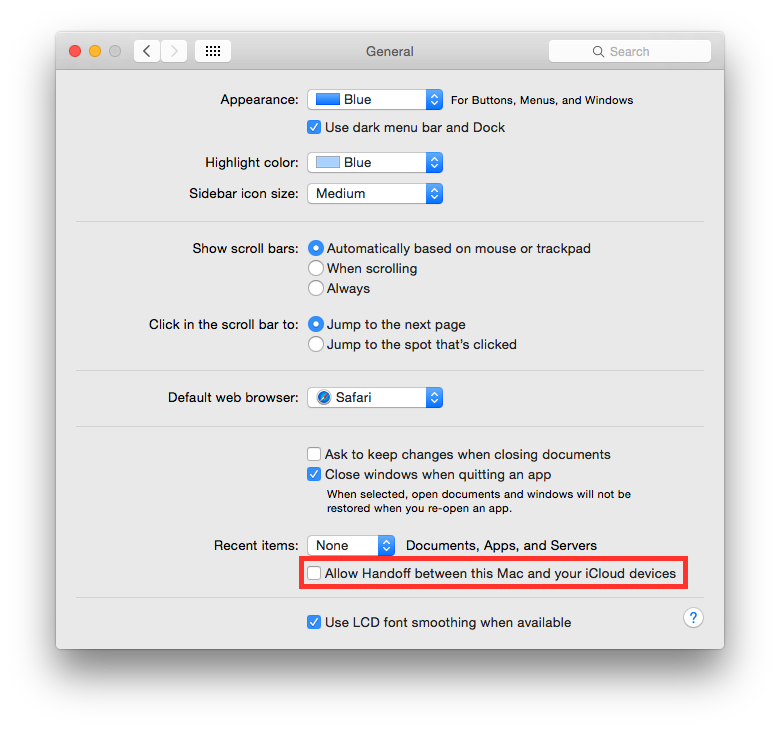 General
Search
Appearance: Blue For Buttons, Menus, and Windows
Use dark menu bar and Dock
Highlight color: Blue
Sidebar icon size: Medium
Show scroll bars: Automatically based on mouse or trackpad
When scrolling
Always
Click in the scroll bar to: Jump to the next page
Jump to the spot that's clicked
Default web browser: Safari
Ask to keep changes when closing documents
Close windows when quitting an app
When selected, open documents and windows will not be
restored when you re-open an app.
Recent items: None Documents, Apps, and Servers
Allow Handoff between this Mac and your iCloud devices
Use LCD font smoothing when available
?